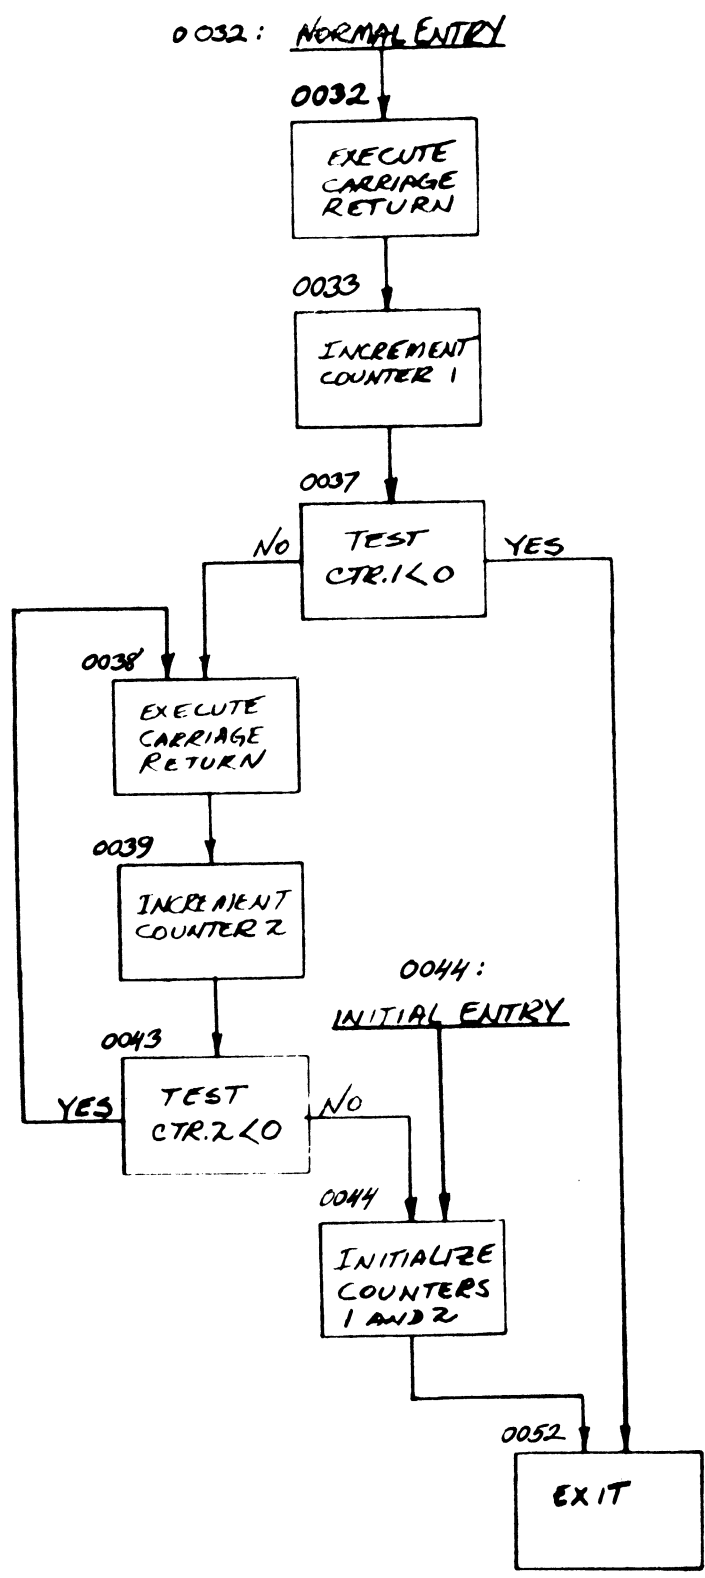 0032: NORMAL ENTRY
0032
EXECUTE
CARRIAGE
RETURN
0033
INCREMENT
COUNTER 1
0037
TEST
CTR.1<0
NO
YES
0038
EXECUTE
CARRIAGE
RETURN
0039
INCREMENT
COUNTER 2
0043
TEST
CTR.2<0
YES
NO
0044:
INITIAL ENTRY
0044
INITIALIZE
COUNTERS
1 AND 2
0052
EXIT